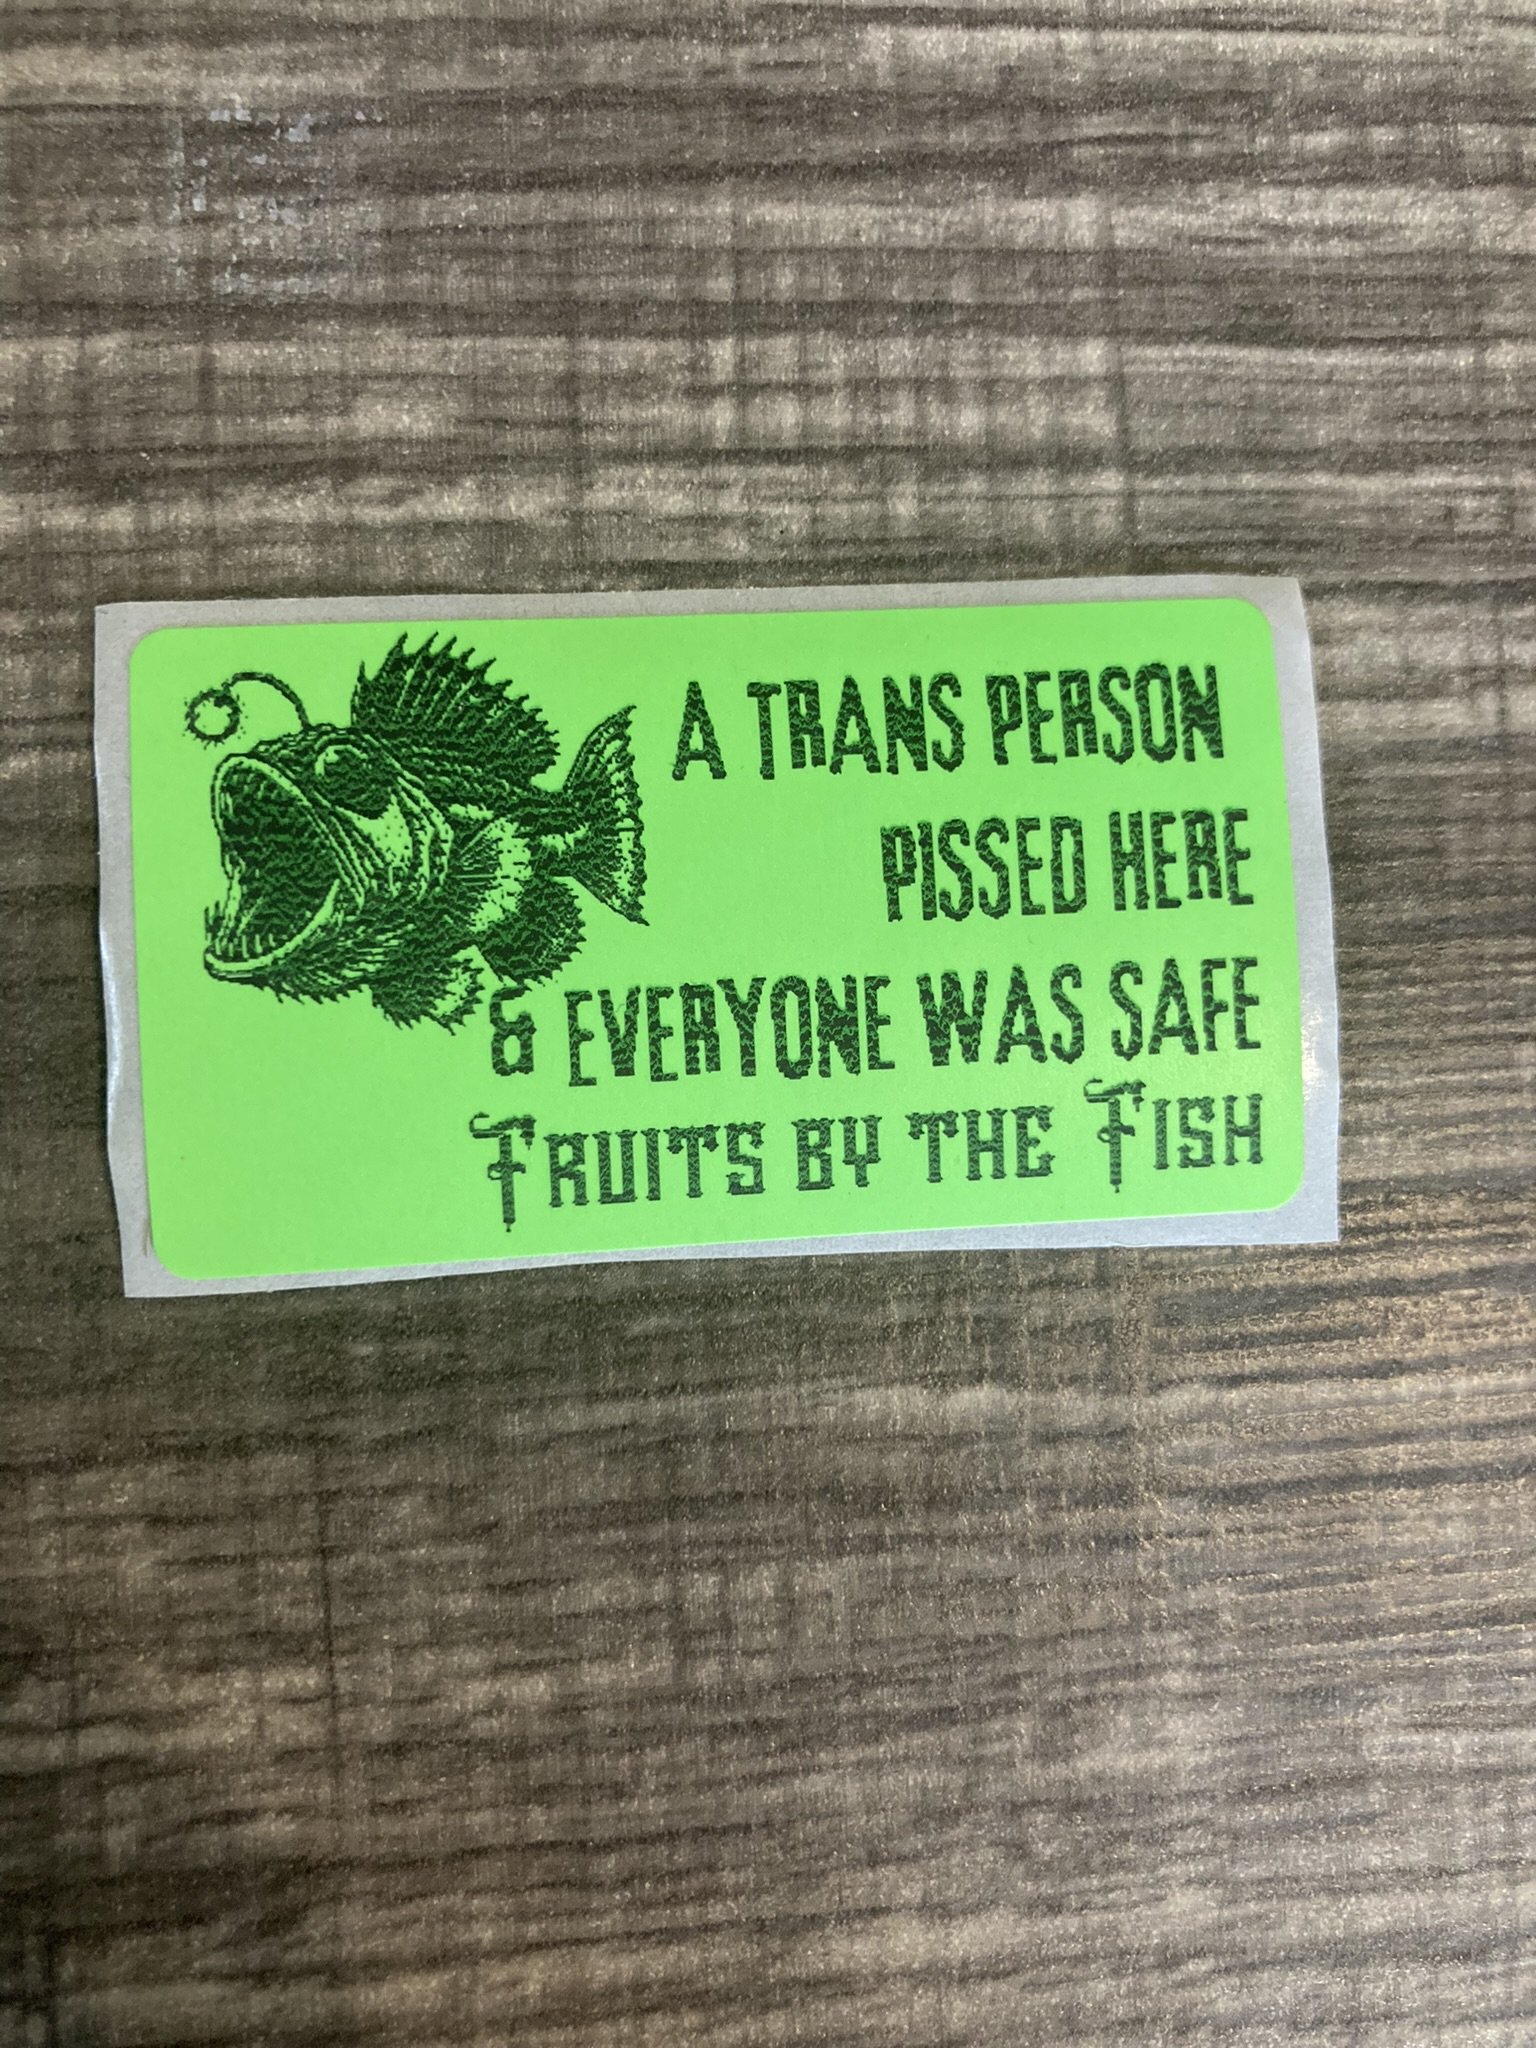 A TRANS PERSON
PISSED HERE
& EVERYONE WAS SAFE
FRUITS BY THE FISH